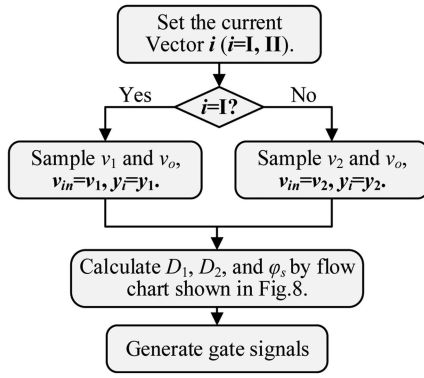 Set the current
Vector i (i=I, II).
Yes
No
i=I?
Sample v₁ and vₒ,
vᵢₙ=v₁, yᵢ=y₁.
Sample v₂ and vₒ,
vᵢₙ=v₂, yᵢ=y₂.
Calculate D₁, D₂, and φₛ by flow
chart shown in Fig.8.
Generate gate signals